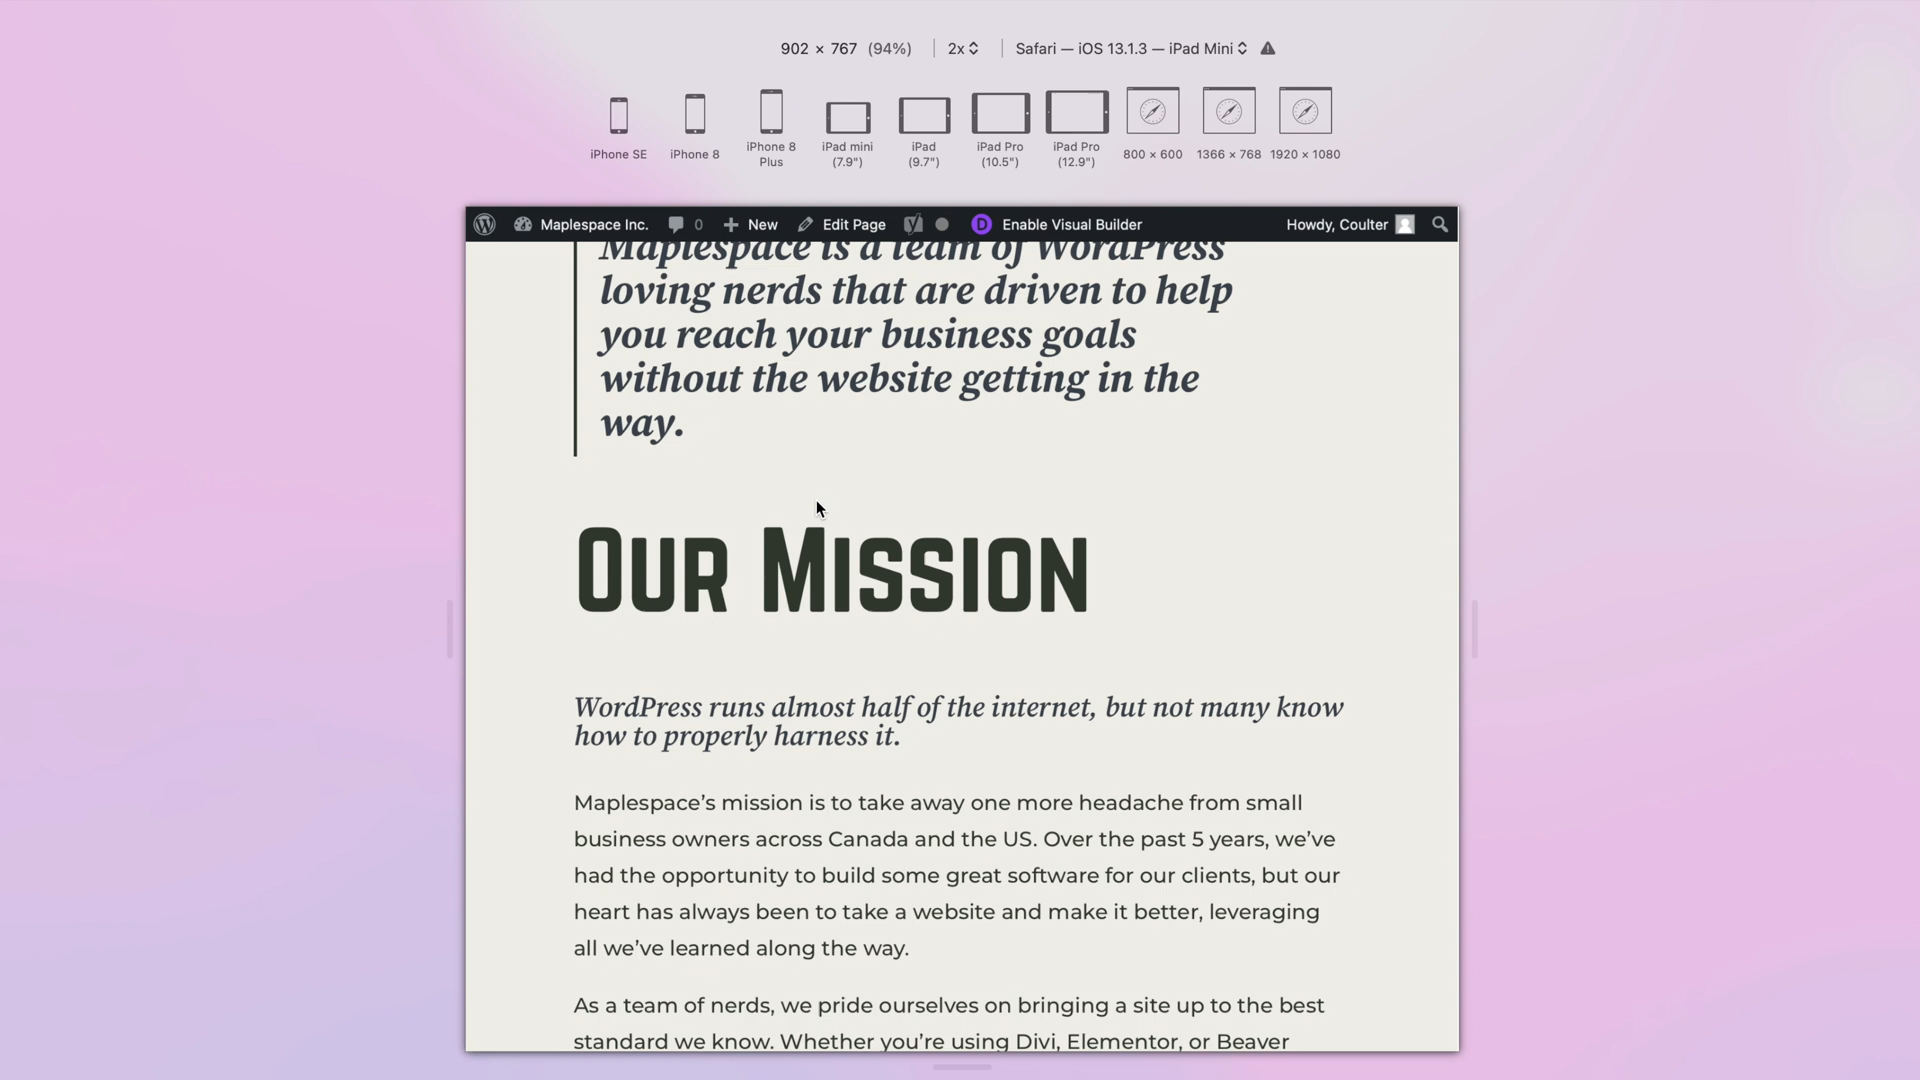 902 × 767 (94%) 2x Safari — iOS 13.1.3 — iPad Mini
iPhone SE
iPhone 8
iPhone 8
Plus
iPad mini
(7.9")
iPad
(9.7")
iPad Pro
(10.5")
iPad Pro
(12.9")
800 × 600
1366 × 768
1920 × 1080
Maplespace Inc. 0 New Edit Page D Enable Visual Builder Howdy, Coulter
Maplespace is a team of WordPress
loving nerds that are driven to help
you reach your business goals
without the website getting in the
way.
Our Mission
WordPress runs almost half of the internet, but not many know
how to properly harness it.
Maplespace’s mission is to take away one more headache from small
business owners across Canada and the US. Over the past 5 years, we’ve
had the opportunity to build some great software for our clients, but our
heart has always been to take a website and make it better, leveraging
all we’ve learned along the way.
As a team of nerds, we pride ourselves on bringing a site up to the best
standard we know. Whether you’re using Divi, Elementor, or Beaver